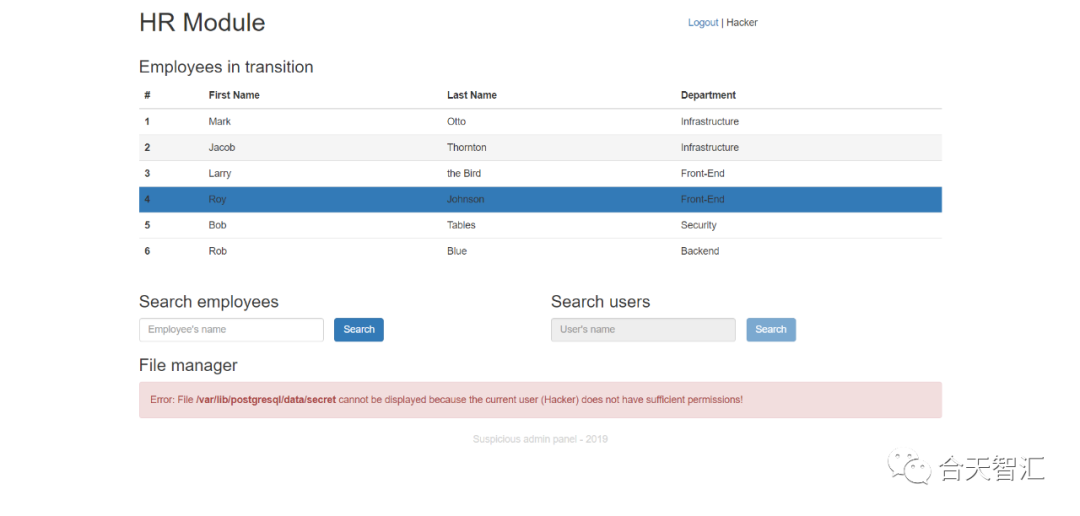 HR Module
Logout | Hacker
Employees in transition
# First Name Last Name Department
1 Mark Otto Infrastructure
2 Jacob Thornton Infrastructure
3 Larry the Bird Front-End
4 Roy Johnson Front-End
5 Bob Tables Security
6 Rob Blue Backend
Search employees
Employee's name Search
Search users
User's name Search
File manager
Error: File /var/lib/postgresql/data/secret cannot be displayed because the current user (Hacker) does not have sufficient permissions!
Suspicious admin panel - 2019
合天智汇